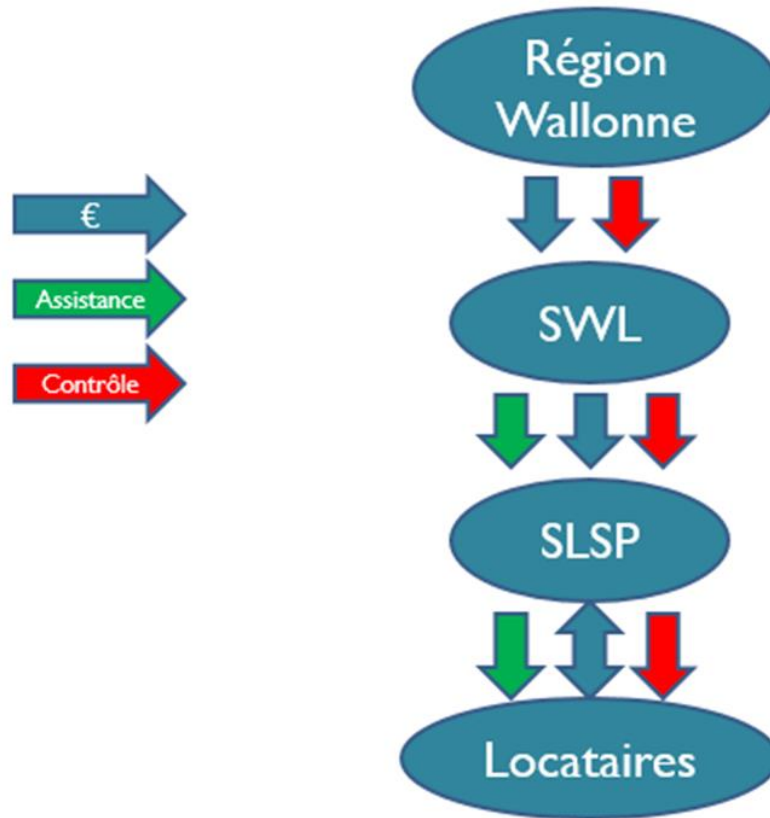 Région
Wallonne
€
Assistance
Contrôle
SWL
SLSP
Locataires